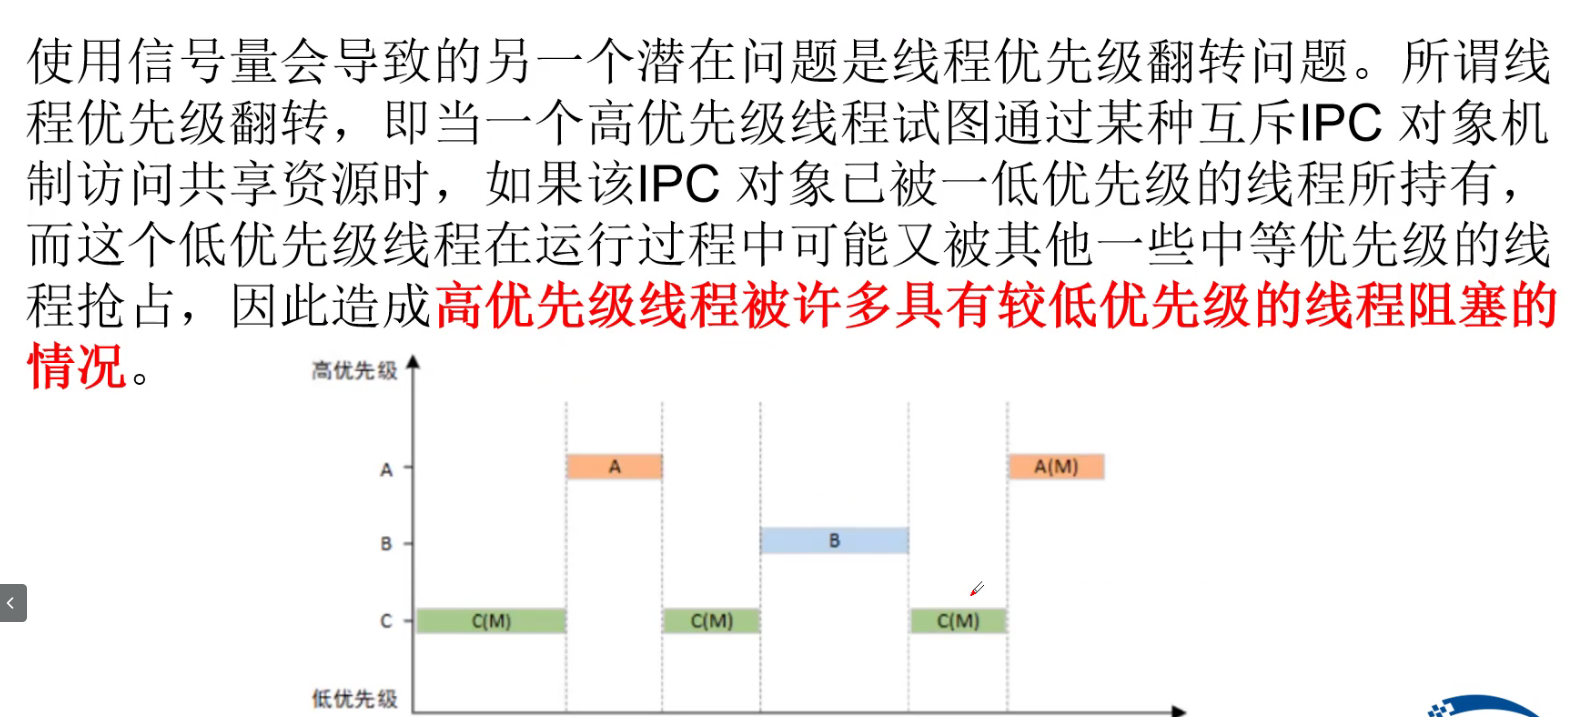 使用信号量会导致的另一个潜在问题是线程优先级翻转问题。所谓线
程优先级翻转，即当一个高优先级线程试图通过某种互斥IPC 对象机
制访问共享资源时，如果该IPC 对象已被一低优先级的线程所持有，
而这个低优先级线程在运行过程中可能又被其他一些中等优先级的线
程抢占，因此造成高优先级线程被许多具有较低优先级的线程阻塞的
情况。
高优先级
A
A
A(M)
B
B
C
C(M)
C(M)
C(M)
低优先级